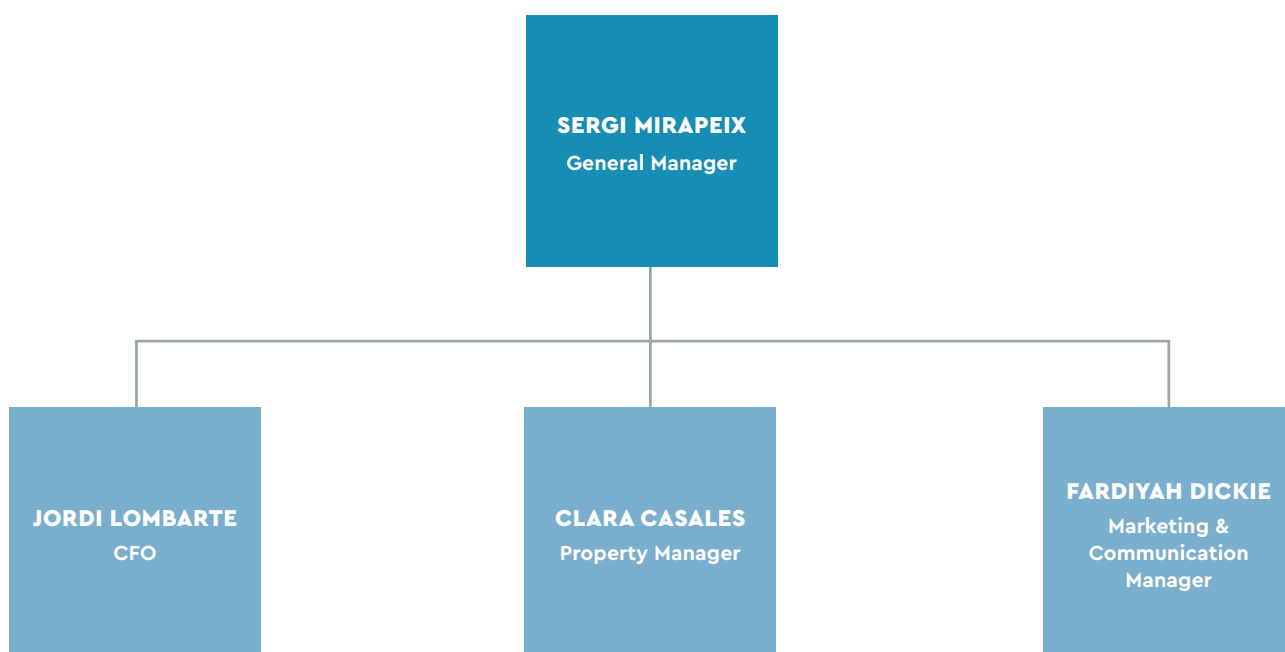 SERGI MIRAPEIX
General Manager
JORDI LOMBARTE
CFO
CLARA CASALES
Property Manager
FARDIYAH DICKIE
Marketing &
Communication
Manager